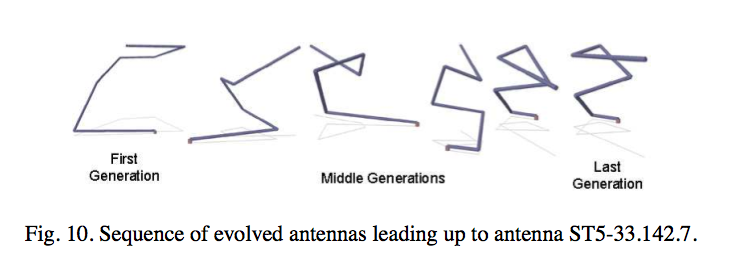 First
Generation
Middle Generations
Last
Generation
Fig. 10. Sequence of evolved antennas leading up to antenna ST5-33.142.7.